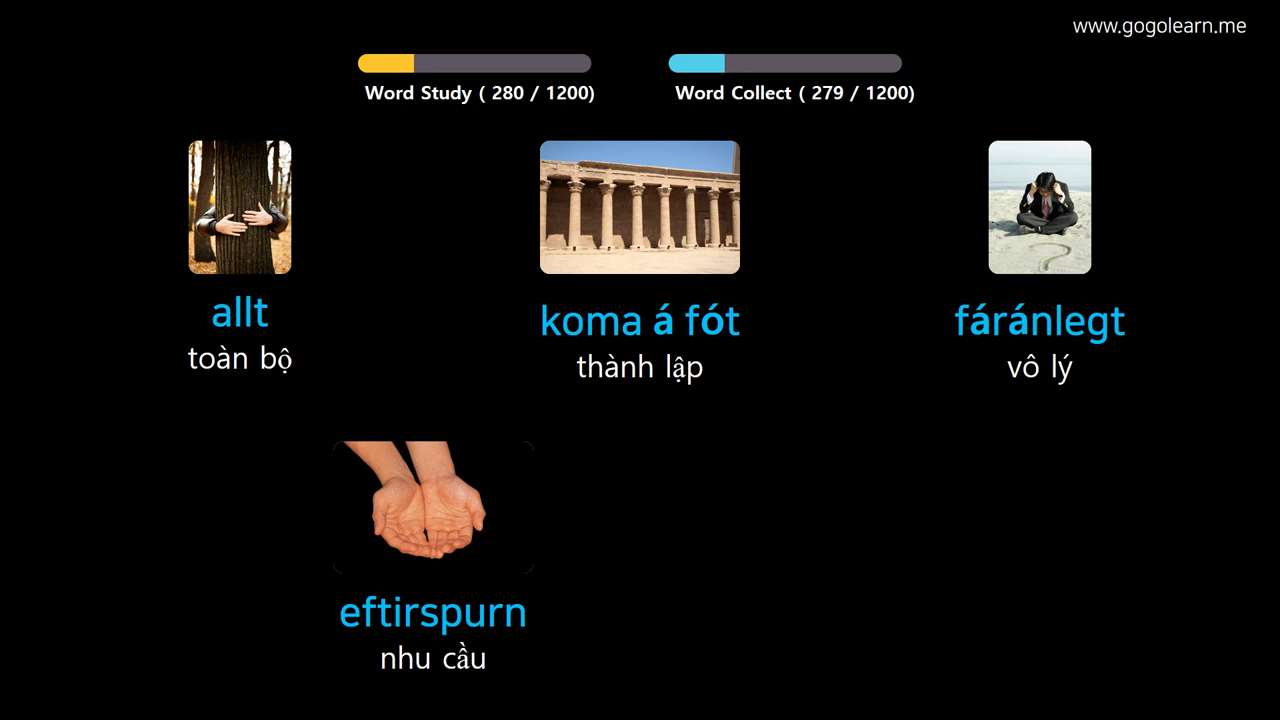 www.gogolearn.me
Word Study ( 280 / 1200)
Word Collect ( 279 / 1200)
allt
toàn bộ
koma á fót
thành lập
fáránlegt
vô lý
eftirspurn
nhu cầu